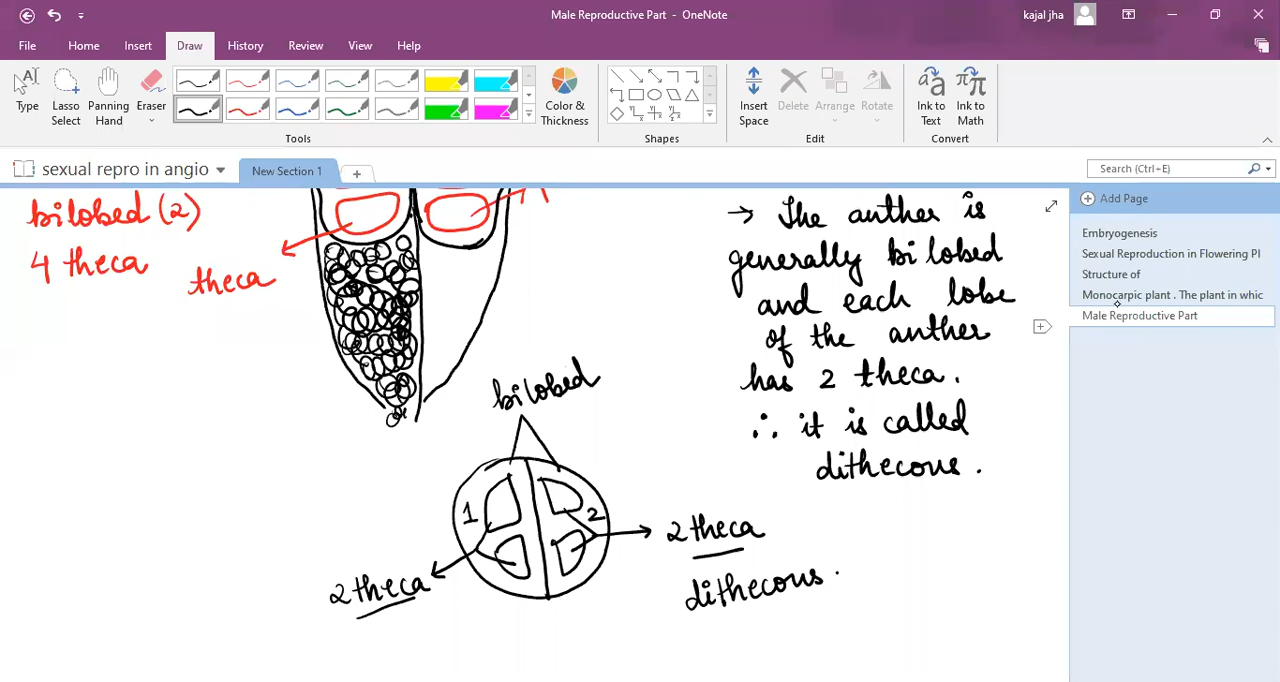 Male Reproductive Part - OneNote
kajal jha
File Home Insert Draw History Review View Help
Type
Lasso Select
Panning Hand
Eraser
Color & Thickness
Insert Space
Delete
Arrange
Rotate
Ink to Text
Ink to Math
Tools
Shapes
Edit
Convert
sexual repro in angio
New Section 1
Search (Ctrl+E)
Add Page
Embryogenesis
Sexual Reproduction in Flowering Pl
Structure of
Monocarpic plant . The plant in whic
Male Reproductive Part
bilobed (2)
4 theca
theca
→ The anther is
generally bilobed
and each lobe
of the anther
has 2 theca.
∴ it is called
dithecous.
bilobed
1
2
2 theca
2 theca
dithecous.